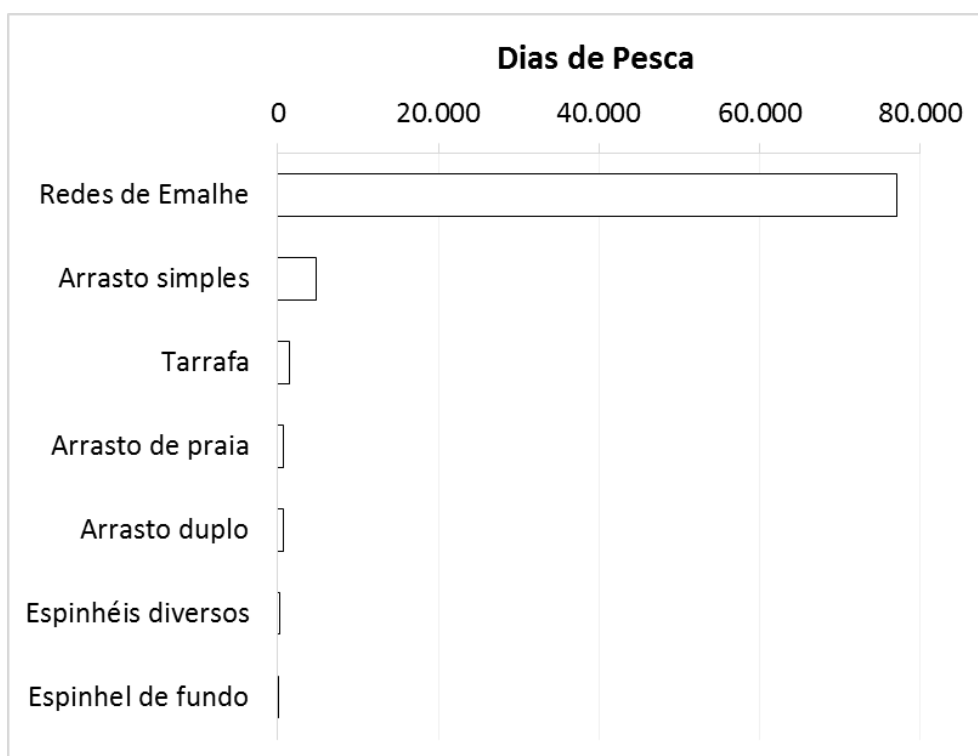 Dias de Pesca
0 20.000 40.000 60.000 80.000
Redes de Emalhe
Arrasto simples
Tarrafa
Arrasto de praia
Arrasto duplo
Espinhéis diversos
Espinhel de fundo